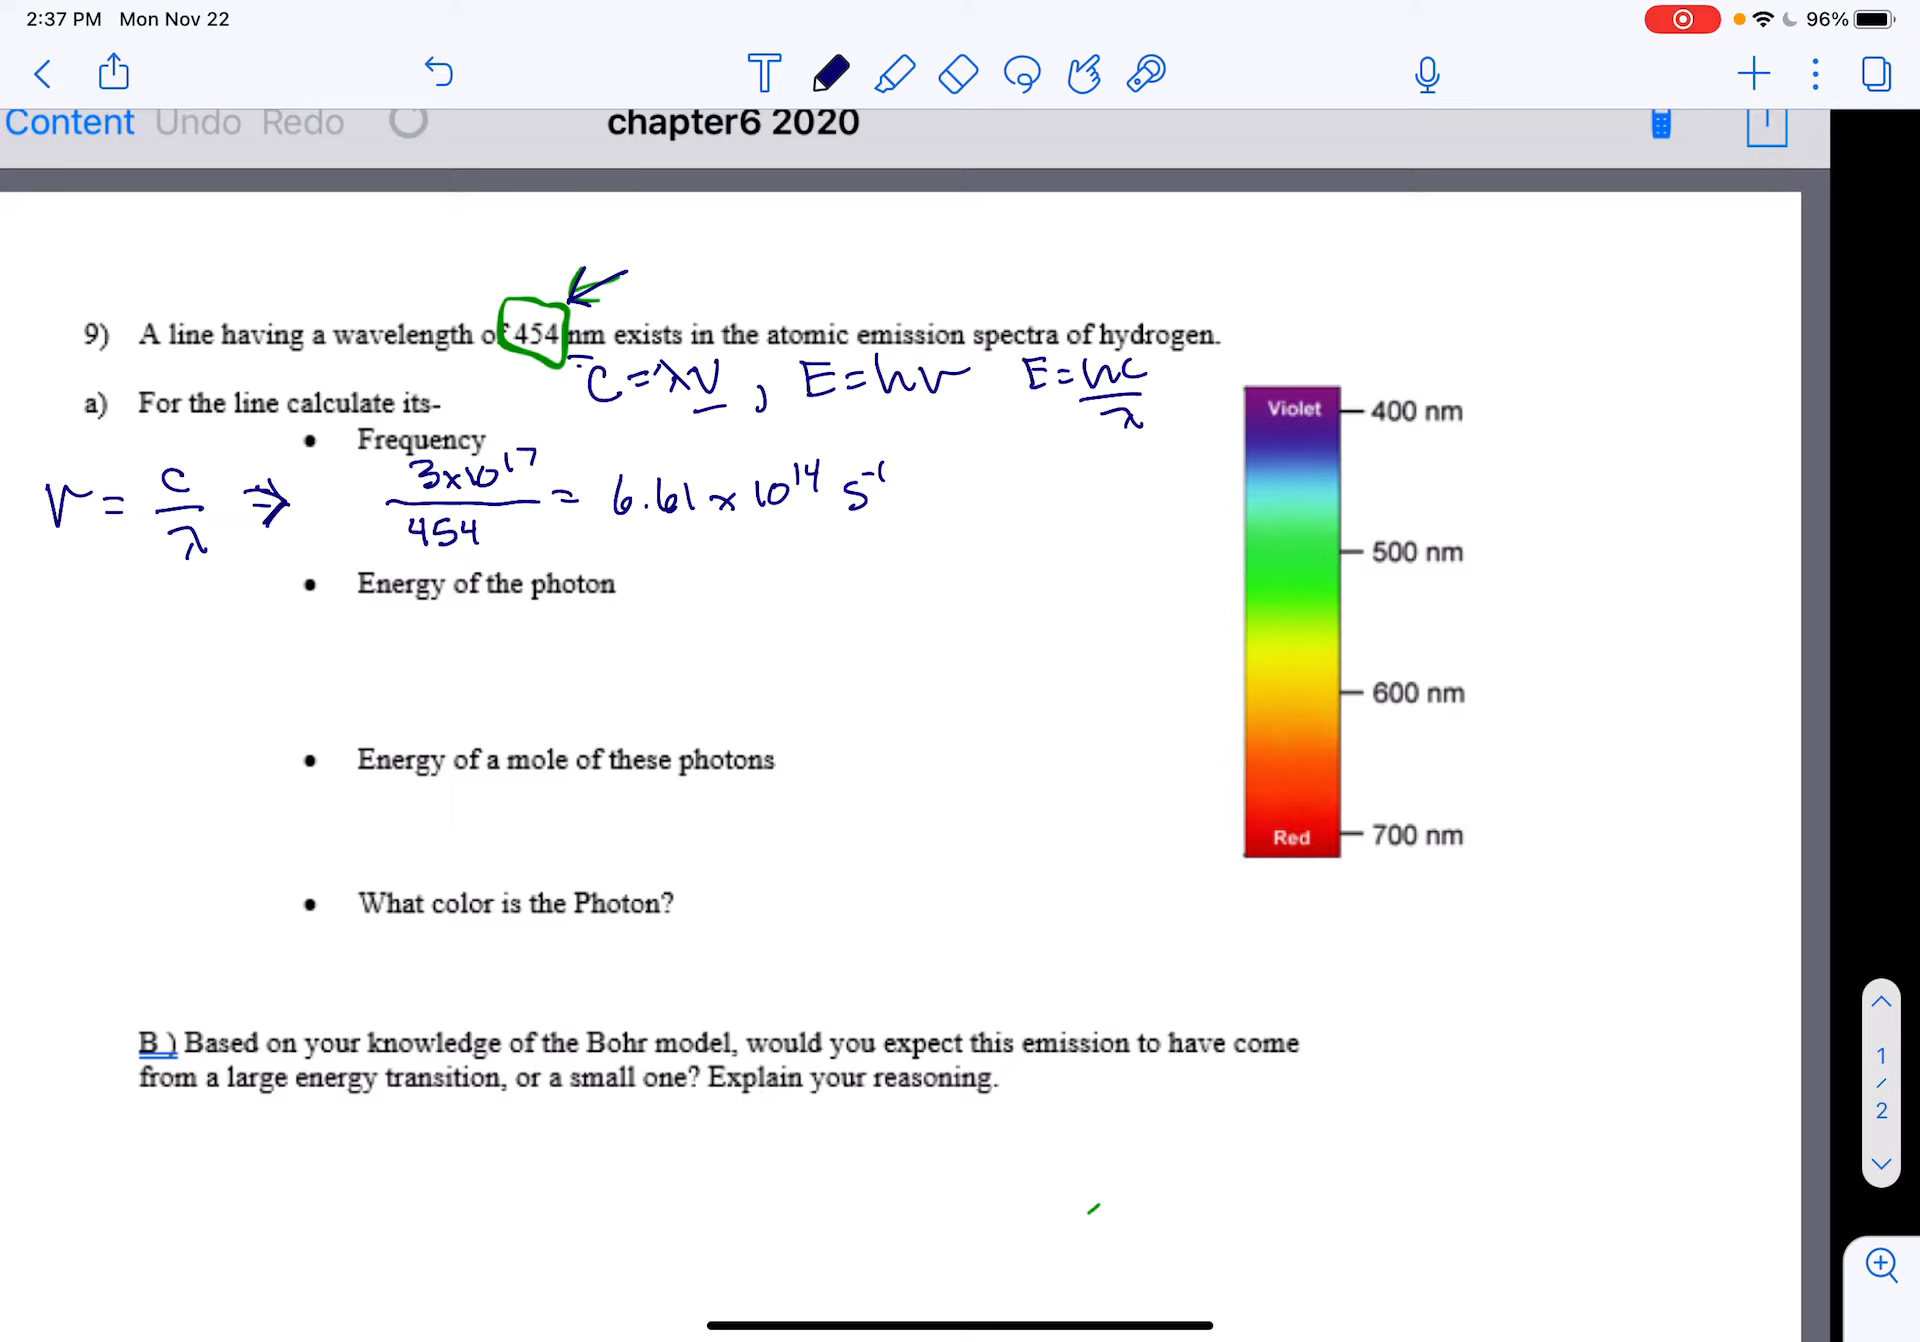 2:37 PM Mon Nov 22
96%
Content Undo Redo
chapter6 2020
9) A line having a wavelength of 454 nm exists in the atomic emission spectra of hydrogen.
C = λν , E = hν E = hc/λ
a) For the line calculate its-
• Frequency
ν = c/λ ⇒ 3x10^17/454 = 6.61 x 10^14 s^-1
• Energy of the photon
• Energy of a mole of these photons
• What color is the Photon?
Violet
400 nm
500 nm
600 nm
Red
700 nm
B.) Based on your knowledge of the Bohr model, would you expect this emission to have come
from a large energy transition, or a small one? Explain your reasoning.
1
/
2